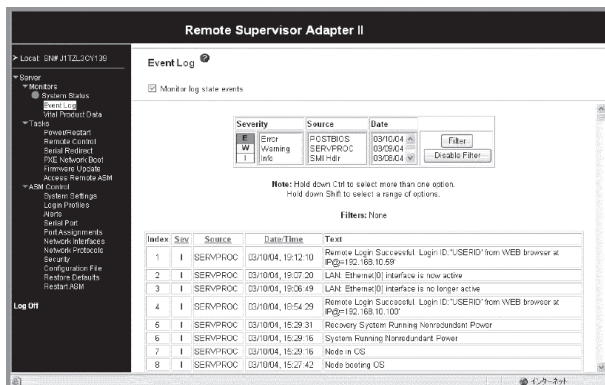 Remote Supervisor Adapter II
Local: SN# J1TZL3CY139
Server
Monitors
System Status
Event Log
Vital Product Data
Tasks
Power/Restart
Remote Control
Serial Redirect
PXE Network Boot
Firmware Update
Access Remote ASM
ASM Control
System Settings
Login Profiles
Alerts
Serial Port
Port Assignments
Network Interfaces
Network Protocols
Security
Configuration File
Restore Defaults
Restart ASM
Log Off
Event Log ?
Monitor log state events
Severity Source Date
E Error POSTBIOS 03/10/04
W Warning SERVPROC 03/09/04
I Info SMI Hdlr 03/08/04
Filter
Disable Filter
Note: Hold down Ctrl to select more than one option.
Hold down Shift to select a range of options.
Filters: None
Index Sev Source Date/Time Text
1 I SERVPROC 03/10/04, 19:12:10 Remote Login Successful. Login ID:"USERID" from WEB browser at
IP@=192.168.10.59'
2 I SERVPROC 03/10/04, 19:07:20 LAN: Ethernet[0] interface is now active
3 I SERVPROC 03/10/04, 19:06:49 LAN: Ethernet[0] interface is no longer active
4 I SERVPROC 03/10/04, 18:54:29 Remote Login Successful. Login ID:"USERID" from WEB browser at
IP@=192.168.10.100'
5 I SERVPROC 03/10/04, 15:29:31 Recovery System Running Nonredundant Power
6 I SERVPROC 03/10/04, 15:29:16 System Running Nonredundant Power
7 I SERVPROC 03/10/04, 15:29:16 Node in OS
8 I SERVPROC 03/10/04, 15:27:42 Node booting OS
インターネット